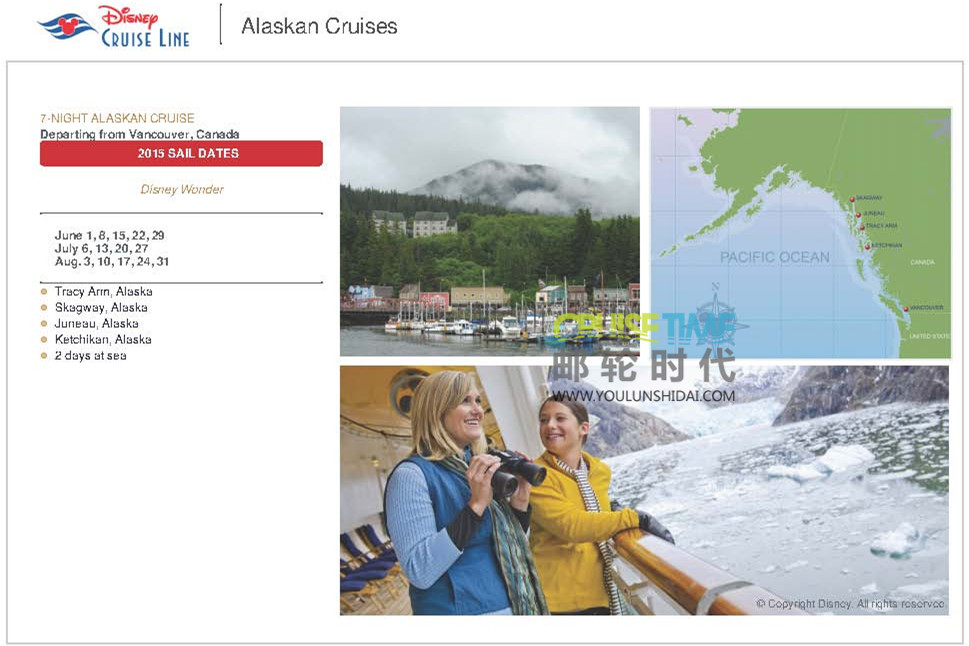 Disney
CRUISE LINE
Alaskan Cruises
7-NIGHT ALASKAN CRUISE
Departing from Vancouver, Canada
2015 SAIL DATES
Disney Wonder
June 1, 8, 15, 22, 29
July 6, 13, 20, 27
Aug. 3, 10, 17, 24, 31
Tracy Arm, Alaska
Skagway, Alaska
Juneau, Alaska
Ketchikan, Alaska
2 days at sea
SKAGWAY
JUNEAU
TRACY ARM
KETCHIKAN
PACIFIC OCEAN
CANADA
VANCOUVER
UNITED STATE
CRUISE TIME
邮轮时代
WWW.YOULUNSHIDAI.COM
© Copyright Disney. All rights reserved.